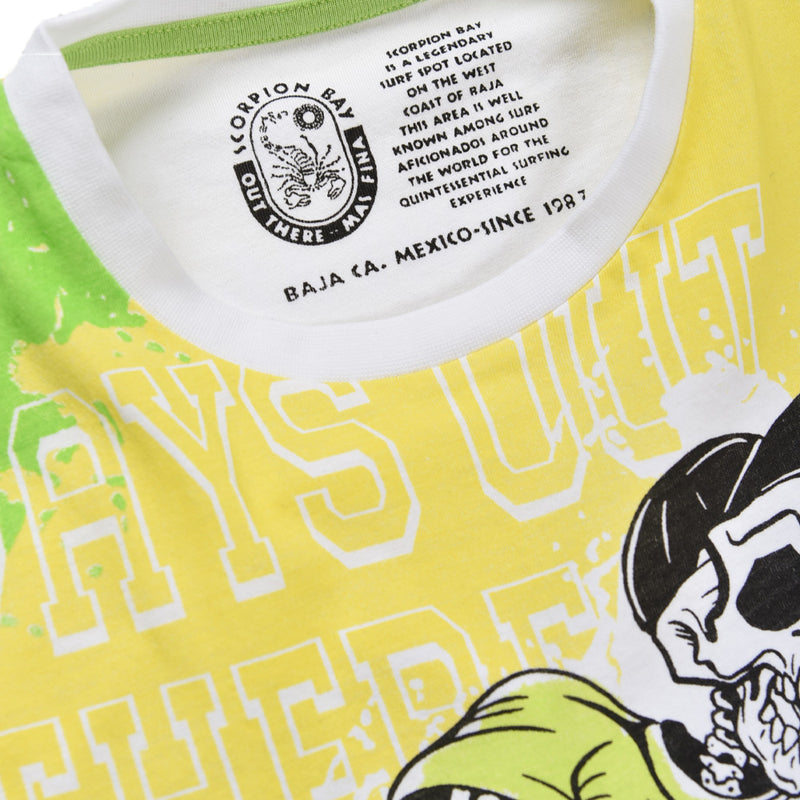 SCORPION BAY
OUT THERE - MAS FINA
SCORPION BAY
IS A LEGENDARY
SURF SPOT LOCATED
ON THE WEST
COAST OF BAJA
THIS AREA IS WELL
KNOWN AMONG SURF
AFICIONADOS AROUND
THE WORLD FOR THE
QUINTESSENTIAL SURFING
EXPERIENCE
BAJA CA. MEXICO-SINCE 1987
AYS OUT
THERE